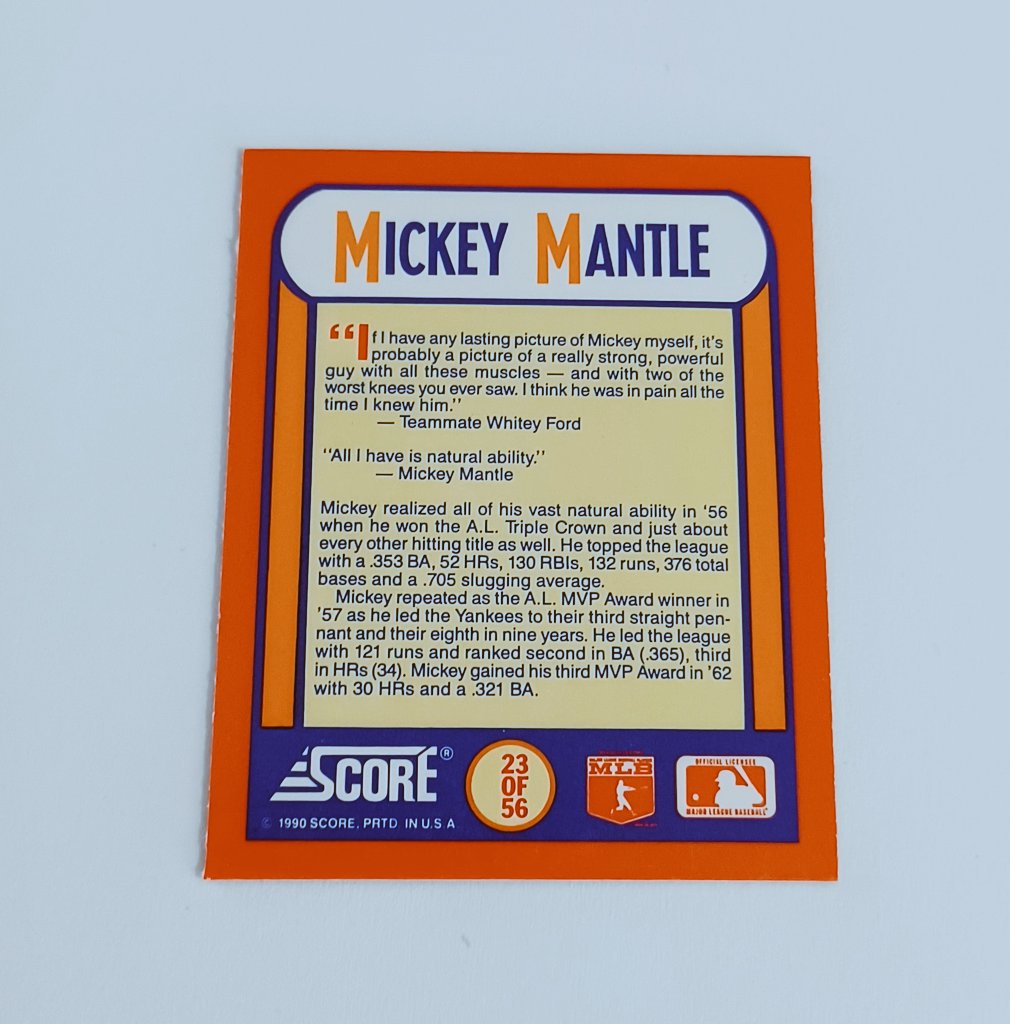 MICKEY MANTLE
“If I have any lasting picture of Mickey myself, it's
probably a picture of a really strong, powerful
guy with all these muscles — and with two of the
worst knees you ever saw. I think he was in pain all the
time I knew him.”
— Teammate Whitey Ford
“All I have is natural ability.”
— Mickey Mantle
Mickey realized all of his vast natural ability in '56
when he won the A.L. Triple Crown and just about
every other hitting title as well. He topped the league
with a .353 BA, 52 HRs, 130 RBIs, 132 runs, 376 total
bases and a .705 slugging average.
Mickey repeated as the A.L. MVP Award winner in
'57 as he led the Yankees to their third straight pen-
nant and their eighth in nine years. He led the league
with 121 runs and ranked second in BA (.365), third
in HRs (34). Mickey gained his third MVP Award in '62
with 30 HRs and a .321 BA.
SCORE®
© 1990 SCORE, PRTD IN U.S.A
23
OF
56
MLB
OFFICIAL LICENSEE
MAJOR LEAGUE BASEBALL